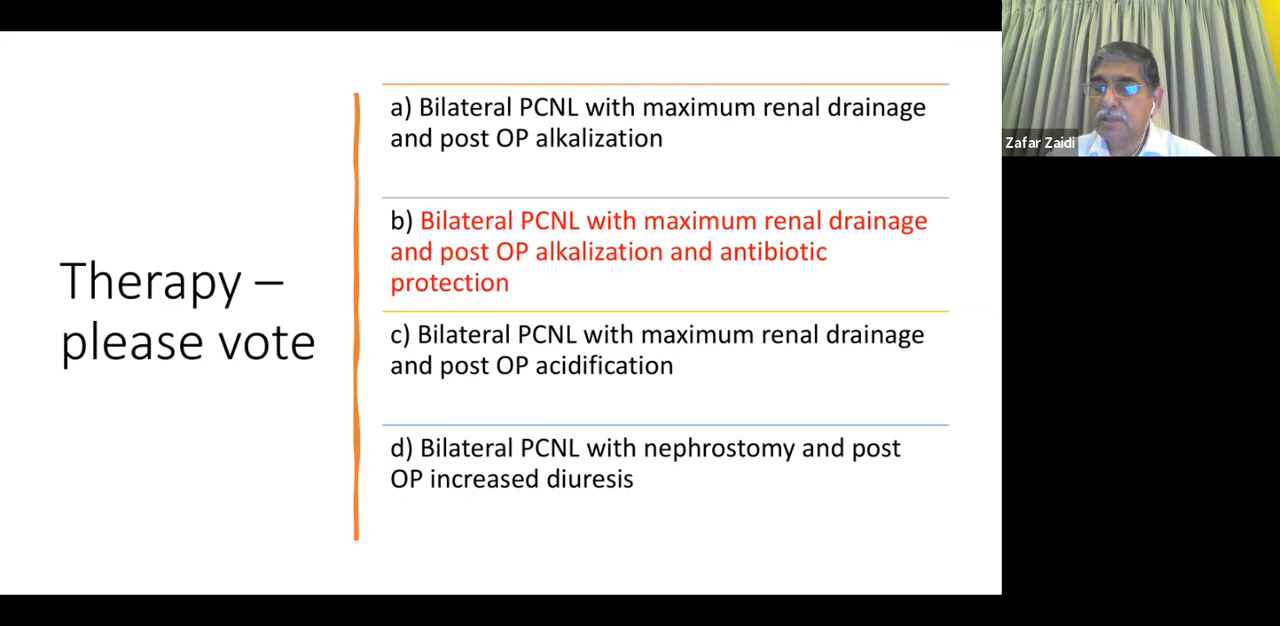 Therapy –
please vote
a) Bilateral PCNL with maximum renal drainage
and post OP alkalization
b) Bilateral PCNL with maximum renal drainage
and post OP alkalization and antibiotic
protection
c) Bilateral PCNL with maximum renal drainage
and post OP acidification
d) Bilateral PCNL with nephrostomy and post
OP increased diuresis
Zafar Zaidi